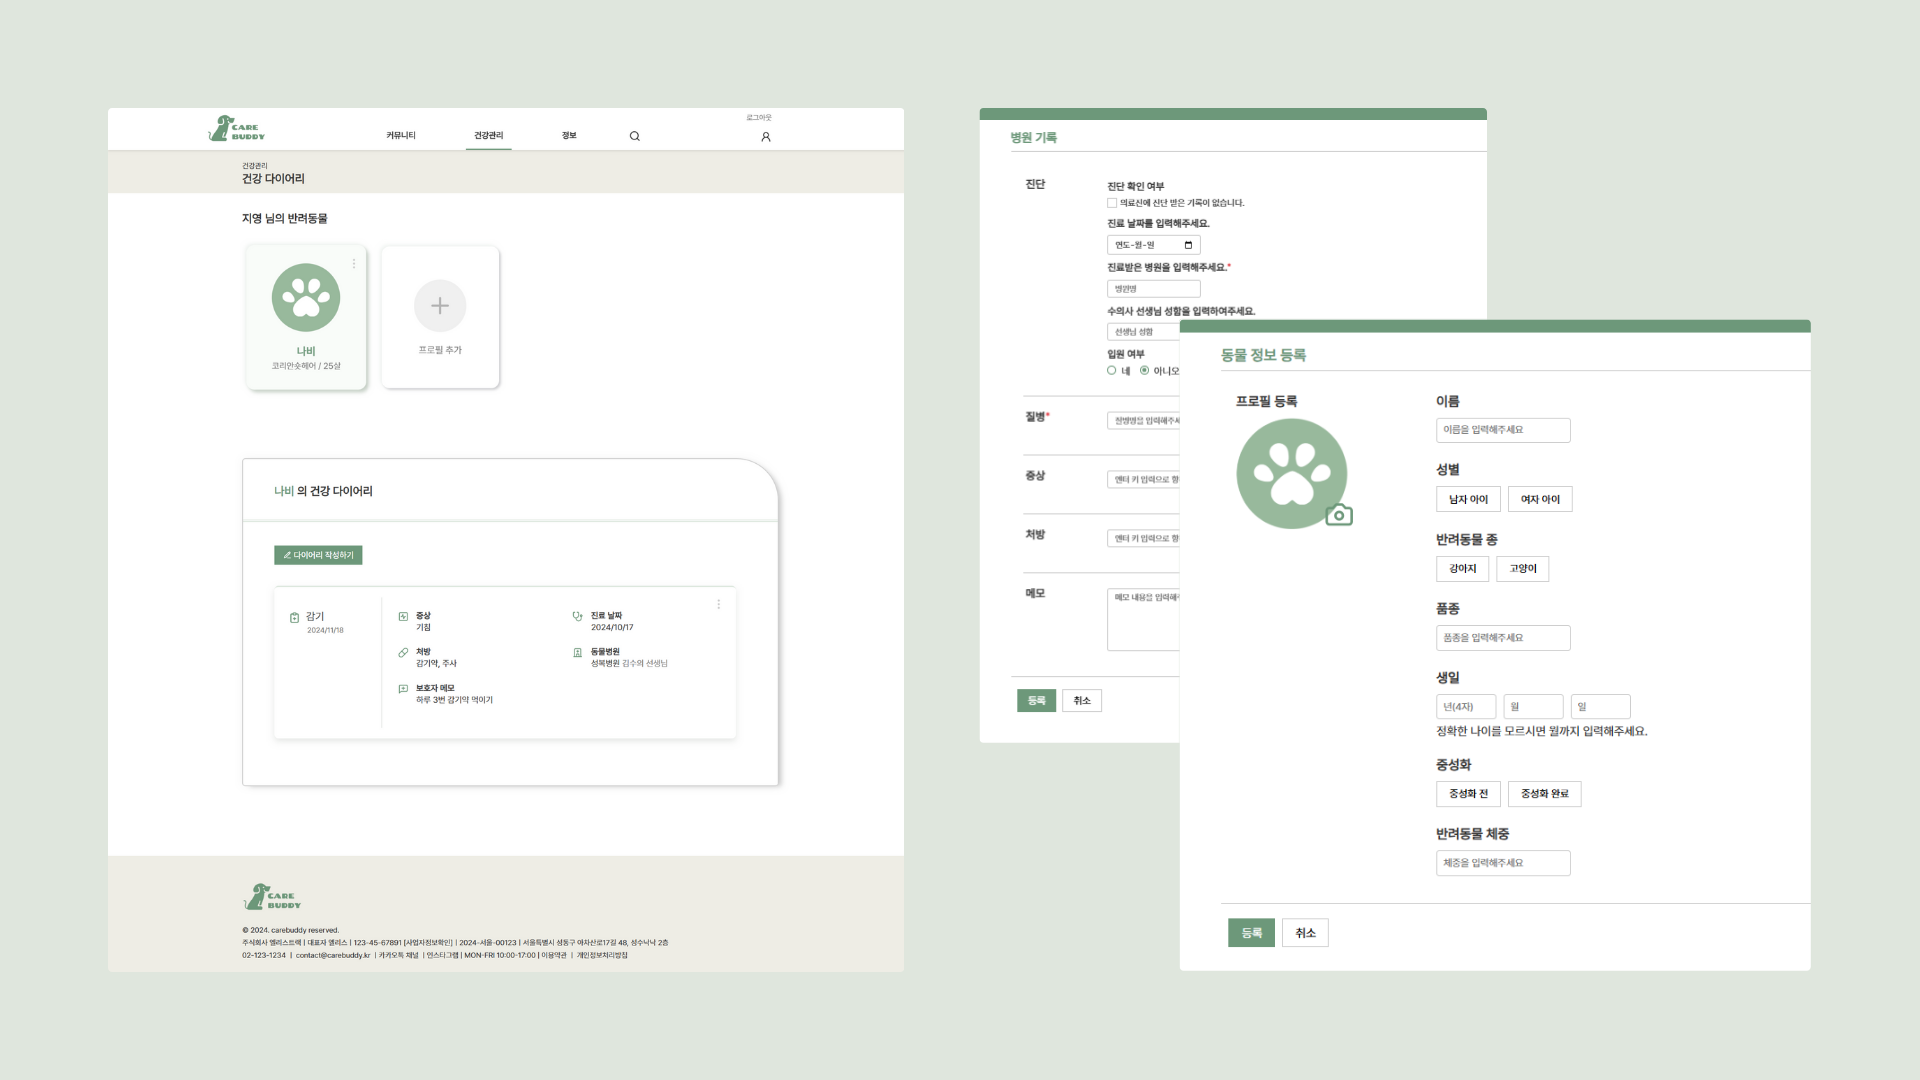 CARE
BUDDY
커뮤니티
건강관리
정보
로그아웃
건강관리
건강 다이어리
지영 님의 반려동물
나비
코리안숏헤어 / 25살
프로필 추가
나비 의 건강 다이어리
다이어리 작성하기
감기
2024/11/18
증상
기침
처방
감기약, 주사
보호자 메모
하루 3번 감기약 먹이기
진료 날짜
2024/10/17
동물병원
성복병원 김수의 선생님
CARE
BUDDY
© 2024. carebuddy reserved.
주식회사 엘리스트랙 | 대표자 엘리스 | 123-45-67891 [사업자정보확인] | 2024-서울-00123 | 서울특별시 성동구 아차산로17길 48, 성수낙낙 2층
02-123-1234 | contact@carebuddy.kr | 카카오톡 채널 | 인스타그램 | MON-FRI 10:00-17:00 | 이용약관 | 개인정보처리방침
병원 기록
진단
진단 확인 여부
의료진에 진단 받은 기록이 없습니다.
진료 날짜를 입력해주세요.
연도-월-일
진료받은 병원을 입력해주세요.*
병원명
수의사 선생님 성함을 입력하여주세요.
선생님 성함
입원 여부
네
아니오
질병*
질병명을 입력해주세
증상
엔터 키 입력으로 항
처방
엔터 키 입력으로 항
메모
메모 내용을 입력해
등록
취소
동물 정보 등록
프로필 등록
이름
이름을 입력해주세요
성별
남자 아이
여자 아이
반려동물 종
강아지
고양이
품종
품종을 입력해주세요
생일
년(4자)
월
일
정확한 나이를 모르시면 월까지 입력해주세요.
중성화
중성화 전
중성화 완료
반려동물 체중
체중을 입력해주세요
등록
취소